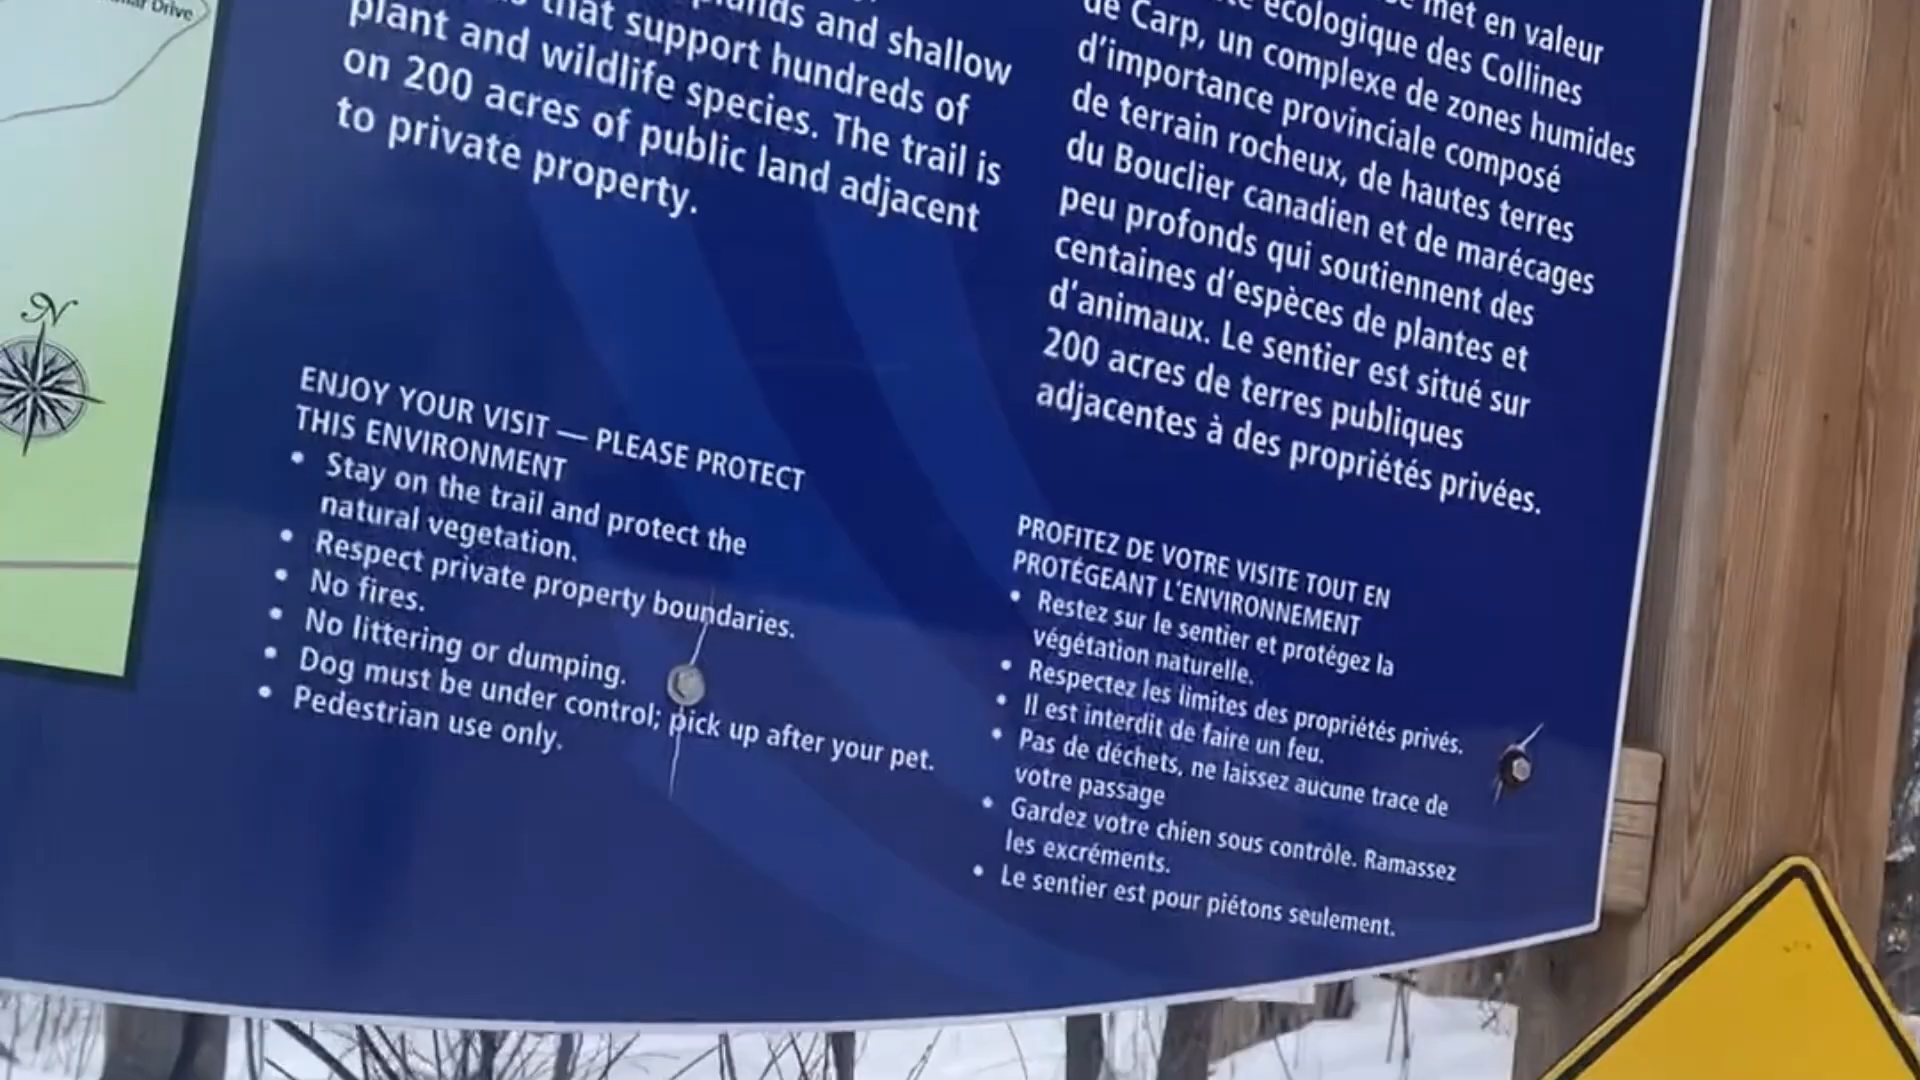 Drive
and shallow
that support hundreds of
plant and wildlife species. The trail is
on 200 acres of public land adjacent
to private property.
ENJOY YOUR VISIT — PLEASE PROTECT
THIS ENVIRONMENT
• Stay on the trail and protect the
natural vegetation.
• Respect private property boundaries.
• No fires.
• No littering or dumping.
• Dog must be under control; pick up after your pet.
• Pedestrian use only.
met en valeur
écologique des Collines
de Carp, un complexe de zones humides
d'importance provinciale composé
de terrain rocheux, de hautes terres
du Bouclier canadien et de marécages
peu profonds qui soutiennent des
centaines d'espèces de plantes et
d'animaux. Le sentier est situé sur
200 acres de terres publiques
adjacentes à des propriétés privées.
PROFITEZ DE VOTRE VISITE TOUT EN
PROTÉGEANT L'ENVIRONNEMENT
• Restez sur le sentier et protégez la
végétation naturelle.
• Respectez les limites des propriétés privés.
• Il est interdit de faire un feu.
• Pas de déchets, ne laissez aucune trace de
votre passage
• Gardez votre chien sous contrôle. Ramassez
les excréments.
• Le sentier est pour piétons seulement.
N